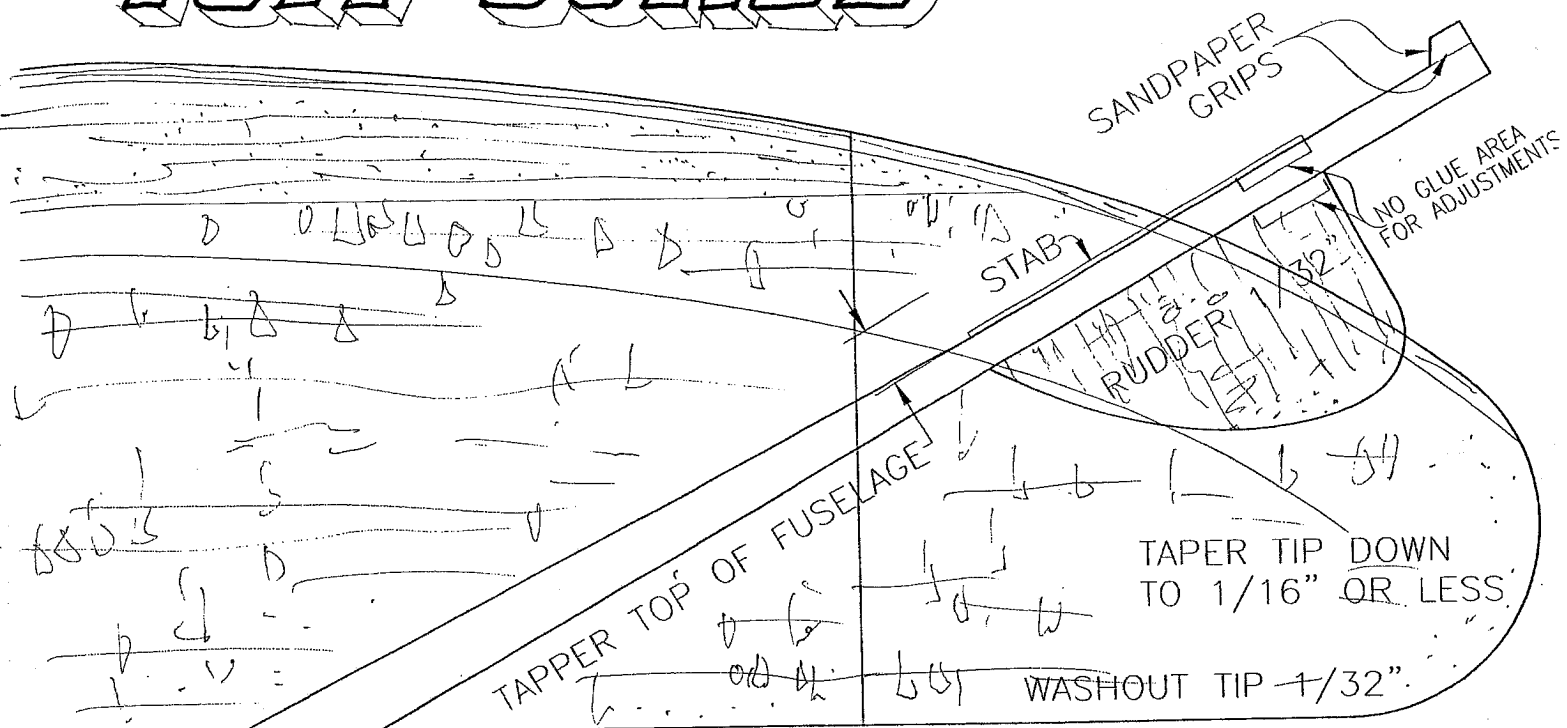 SANDPAPER
GRIPS
NO GLUE AREA
FOR ADJUSTMENTS
STAB
RUDDER 1/32"
TAPPER TOP OF FUSELAGE
TAPER TIP DOWN
TO 1/16" OR LESS
WASHOUT TIP 1/32"